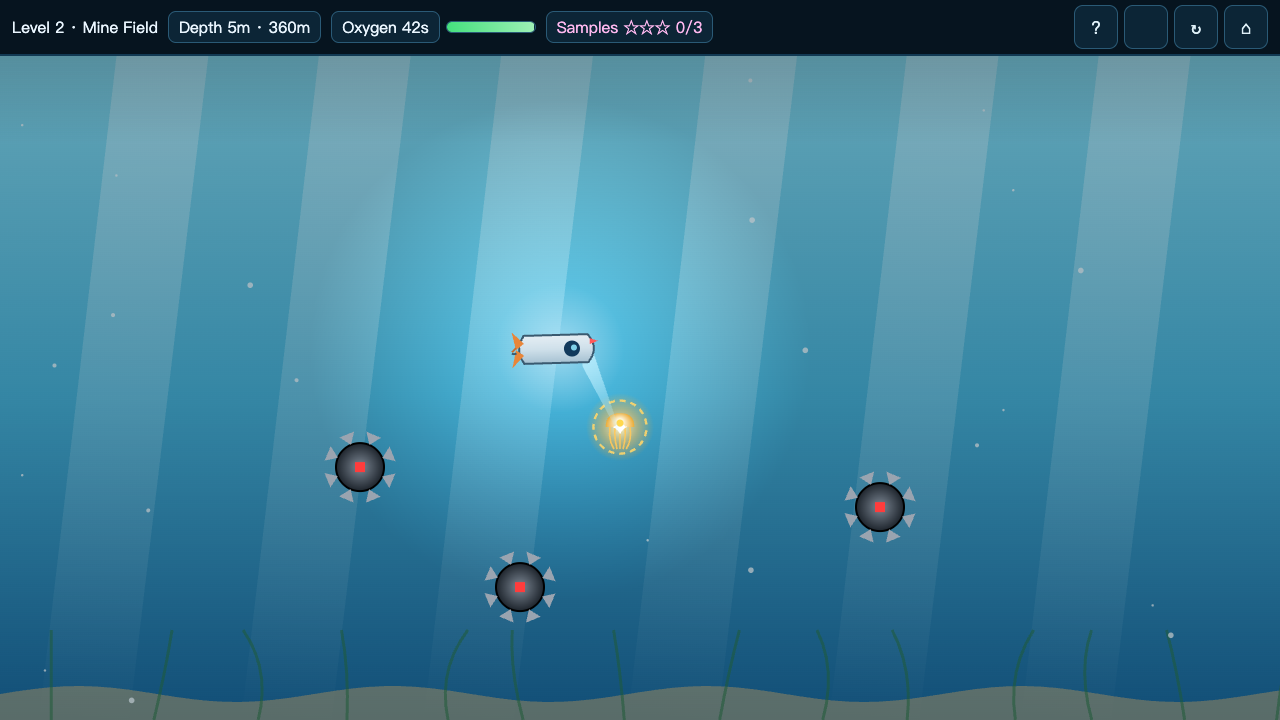 Level 2 · Mine Field
Depth 5m · 360m
Oxygen 42s
Samples ☆☆☆ 0/3
?
↻
⌂